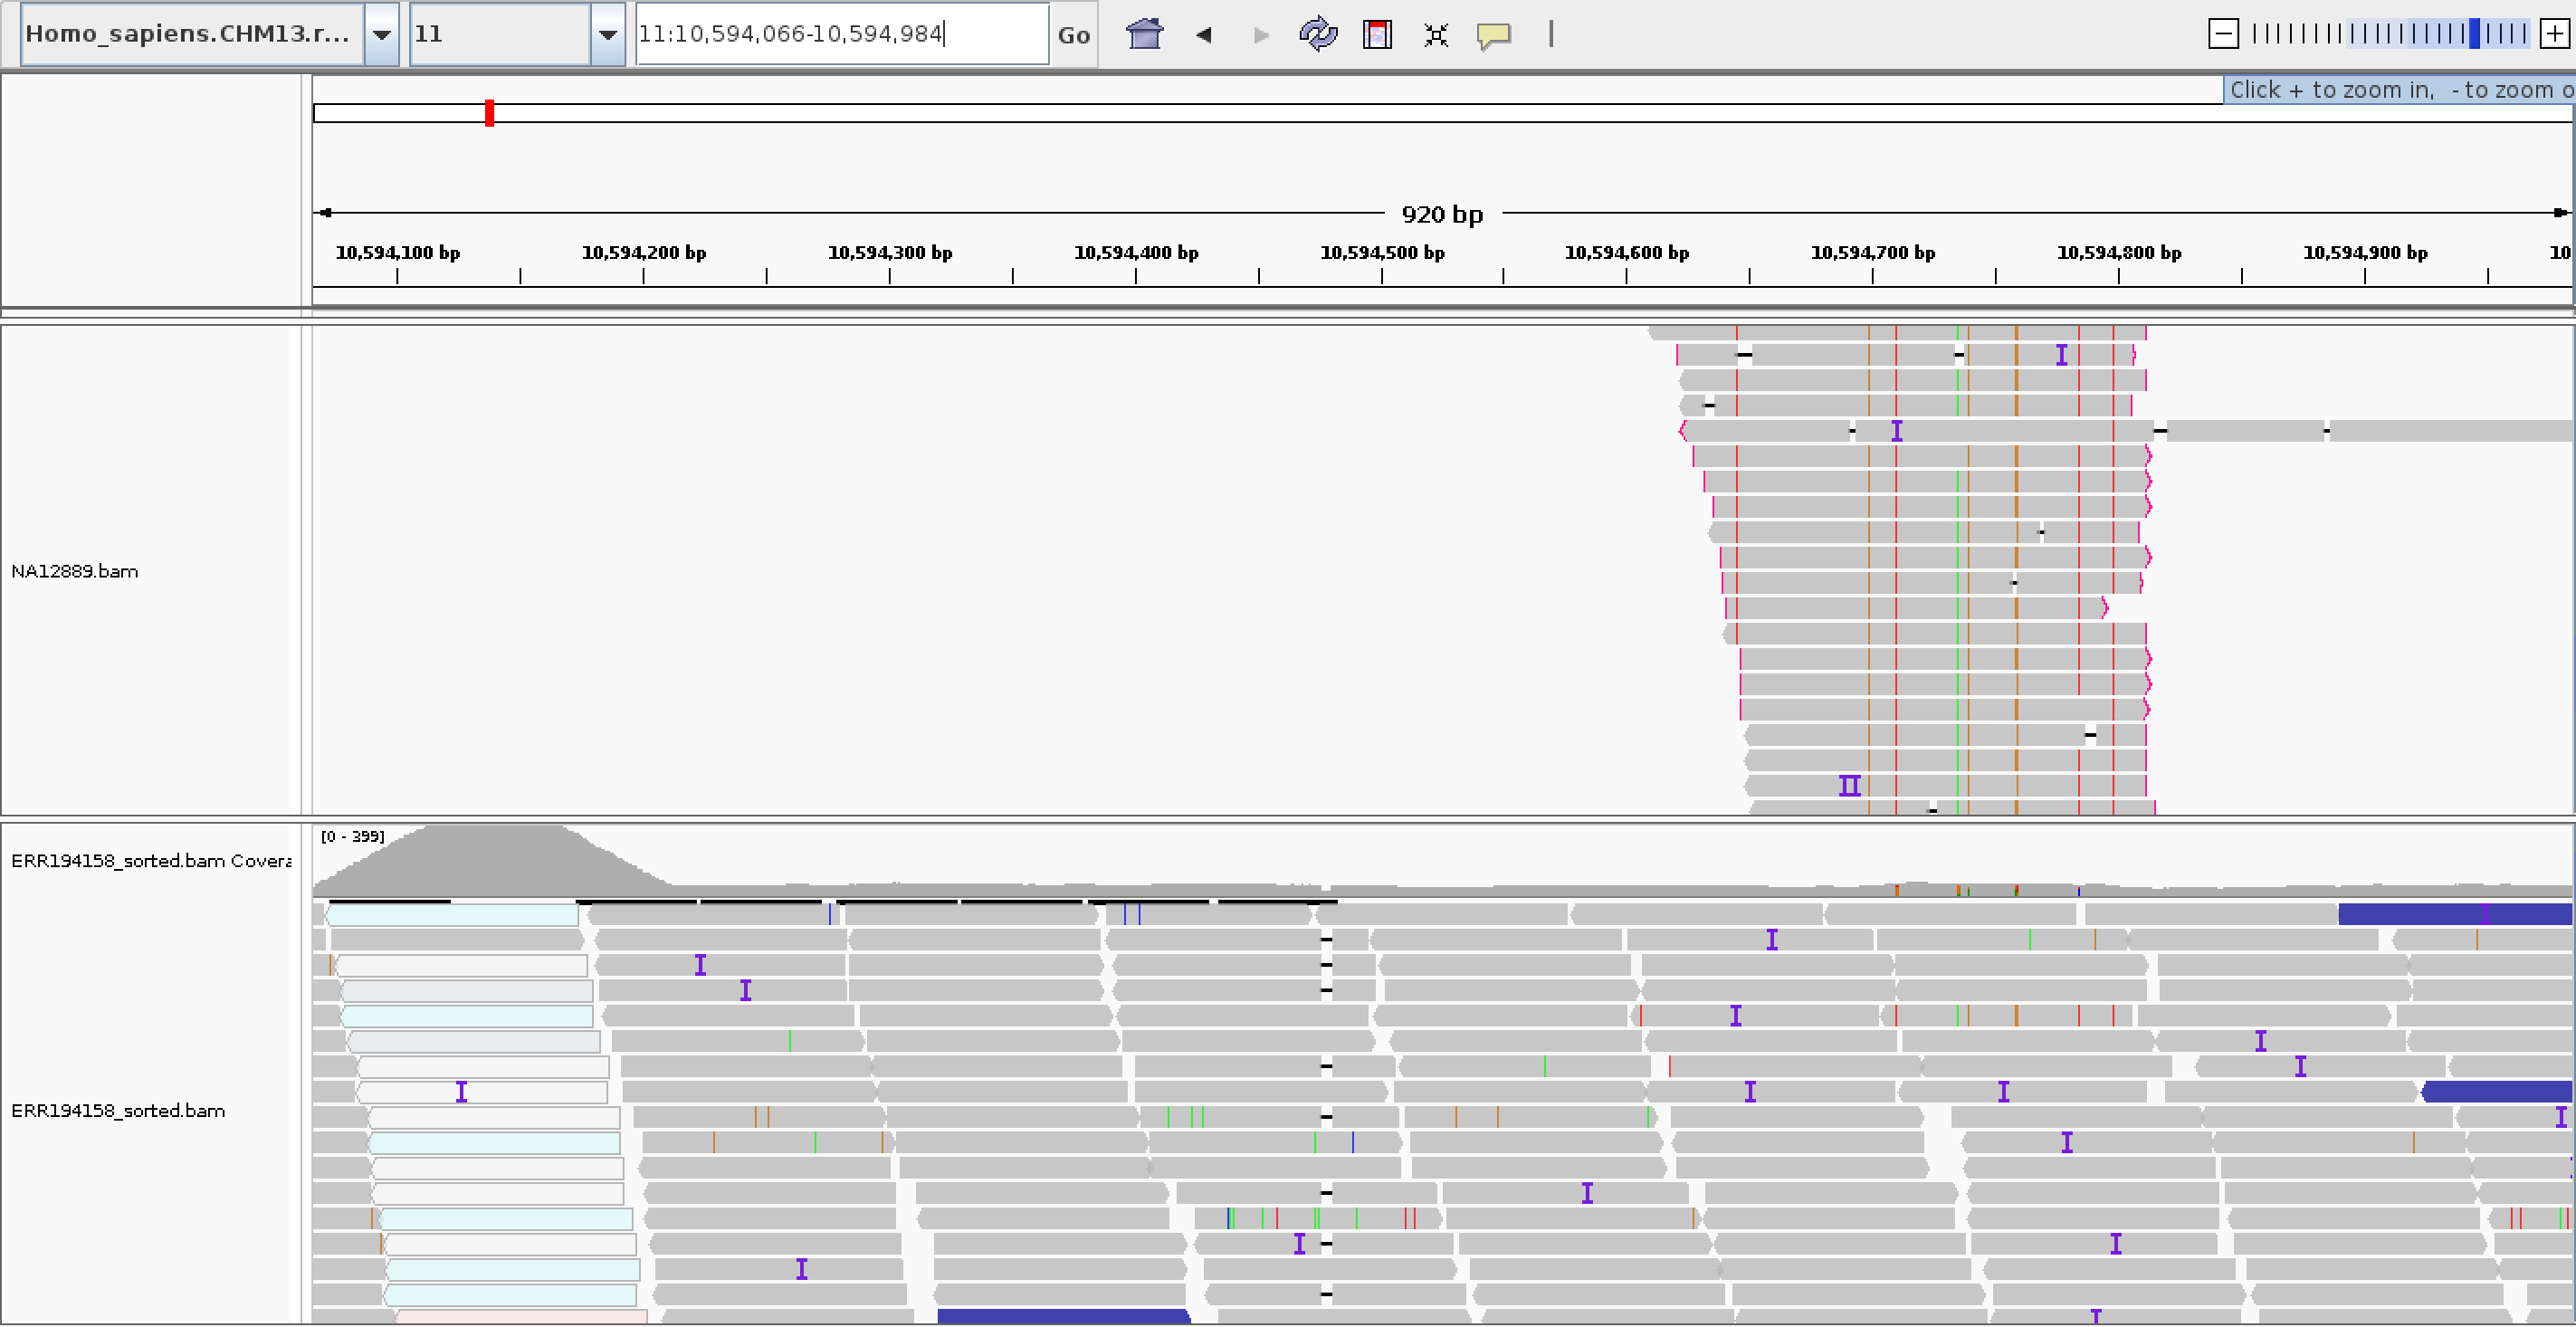 Homo_sapiens.CHM13.r... 11 11:10,594,066-10,594,984 Go
Click + to zoom in, - to zoom o
920 bp
10,594,100 bp 10,594,200 bp 10,594,300 bp 10,594,400 bp 10,594,500 bp 10,594,600 bp 10,594,700 bp 10,594,800 bp 10,594,900 bp 10
NA12889.bam
[0 - 399]
ERR194158_sorted.bam Covera
ERR194158_sorted.bam